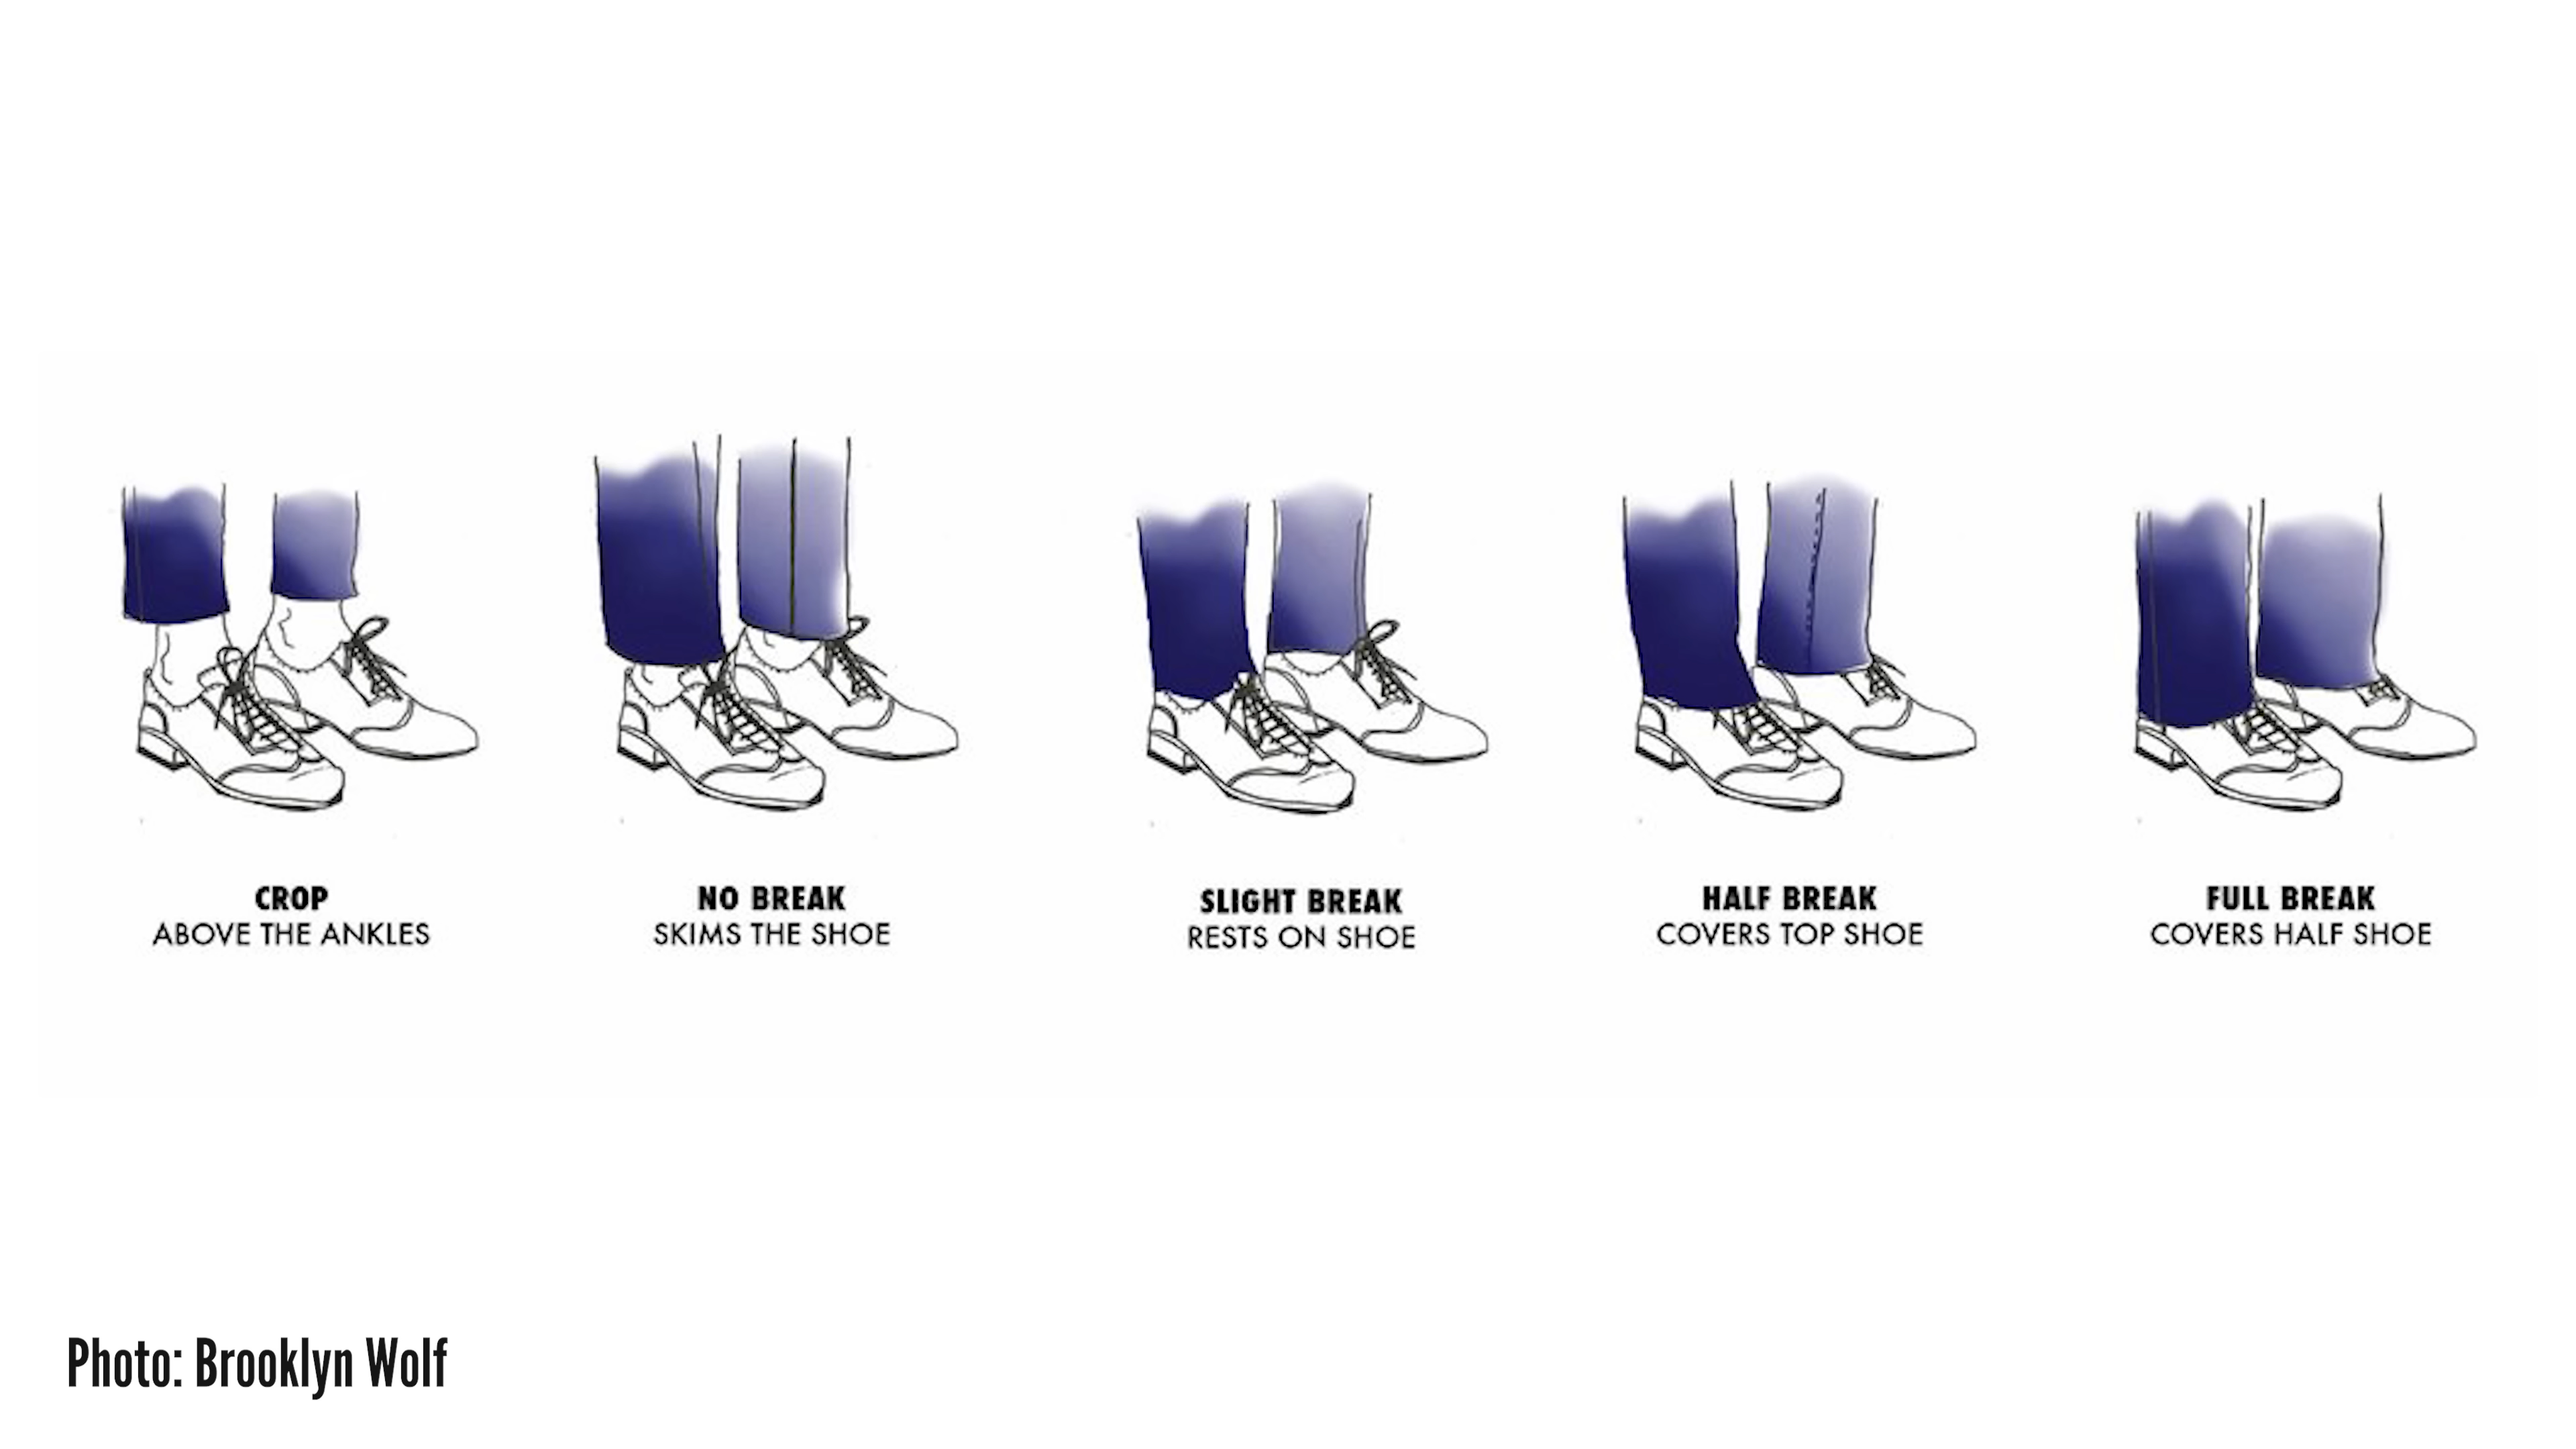 CROP
ABOVE THE ANKLES
NO BREAK
SKIMS THE SHOE
SLIGHT BREAK
RESTS ON SHOE
HALF BREAK
COVERS TOP SHOE
FULL BREAK
COVERS HALF SHOE
Photo: Brooklyn Wolf